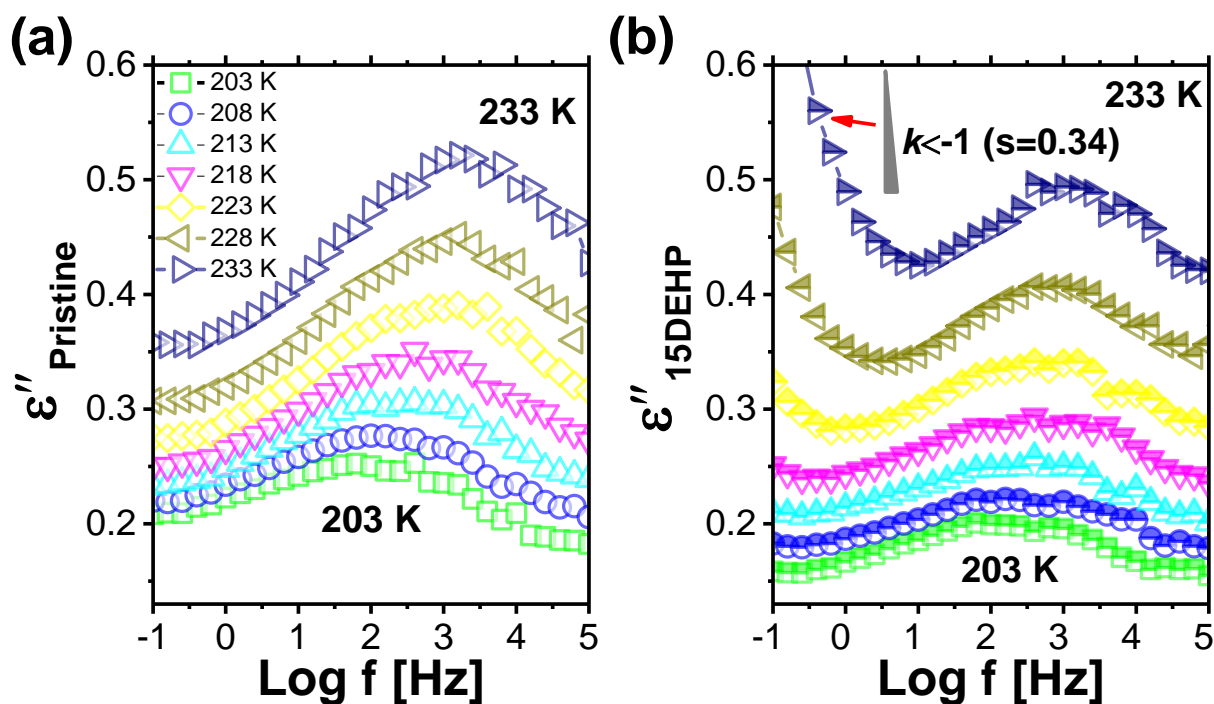 (a)
0.6
0.5
0.4
0.3
0.2
ε″ Pristine
203 K
208 K
213 K
218 K
223 K
228 K
233 K
233 K
203 K
-1 0 1 2 3 4 5
Log f [Hz]
(b)
0.6
0.5
0.4
0.3
0.2
ε″ 15DEHP
233 K
k<-1 (s=0.34)
203 K
-1 0 1 2 3 4 5
Log f [Hz]